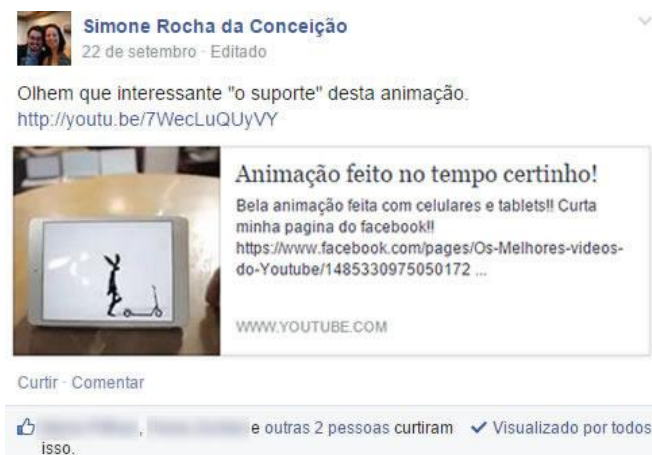 Simone Rocha da Conceição
22 de setembro · Editado
Olhem que interessante "o suporte" desta animação.
http://youtu.be/7WecLuQUyVY
Animação feito no tempo certinho!
Bela animação feita com celulares e tablets!! Curta
minha pagina do facebook!!
https://www.facebook.com/pages/Os-Melhores-videos-
do-Youtube/1485330975050172 ...
WWW.YOUTUBE.COM
Curtir · Comentar
, e outras 2 pessoas curtiram ✓ Visualizado por todos
isso.